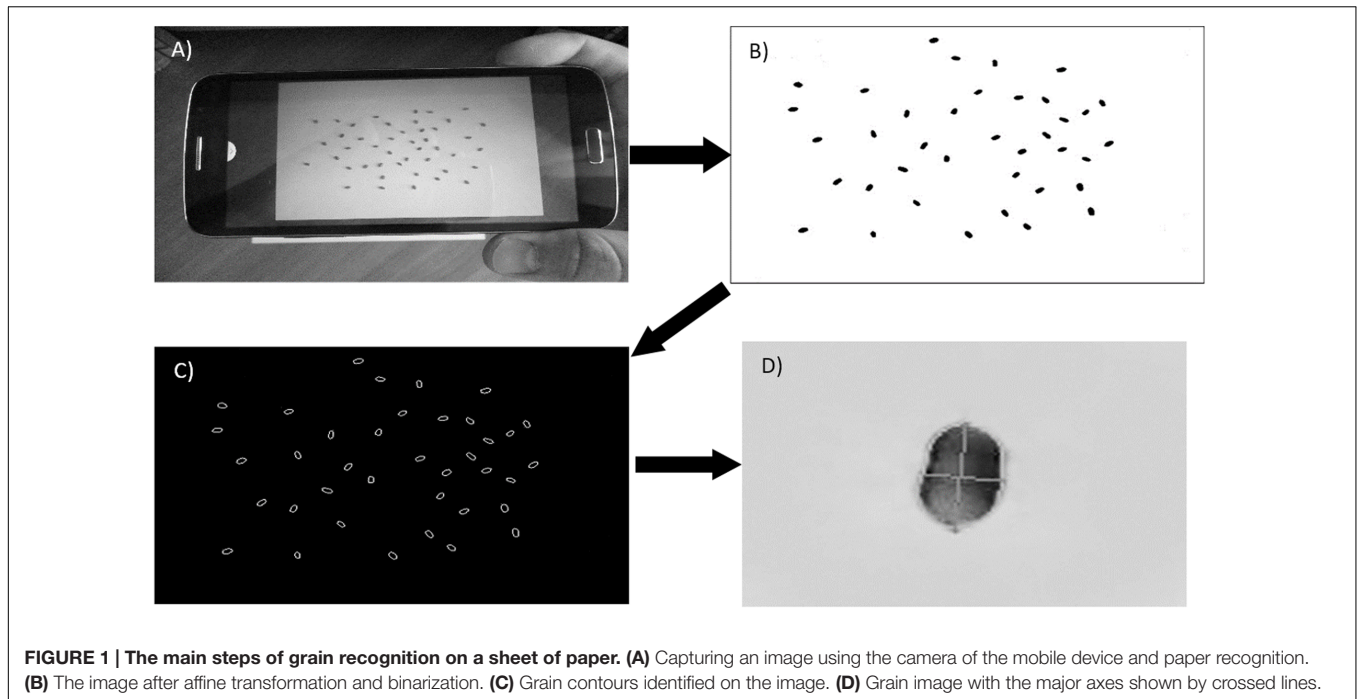 A)
B)
C)
D)
FIGURE 1 | The main steps of grain recognition on a sheet of paper. (A) Capturing an image using the camera of the mobile device and paper recognition.
(B) The image after affine transformation and binarization. (C) Grain contours identified on the image. (D) Grain image with the major axes shown by crossed lines.